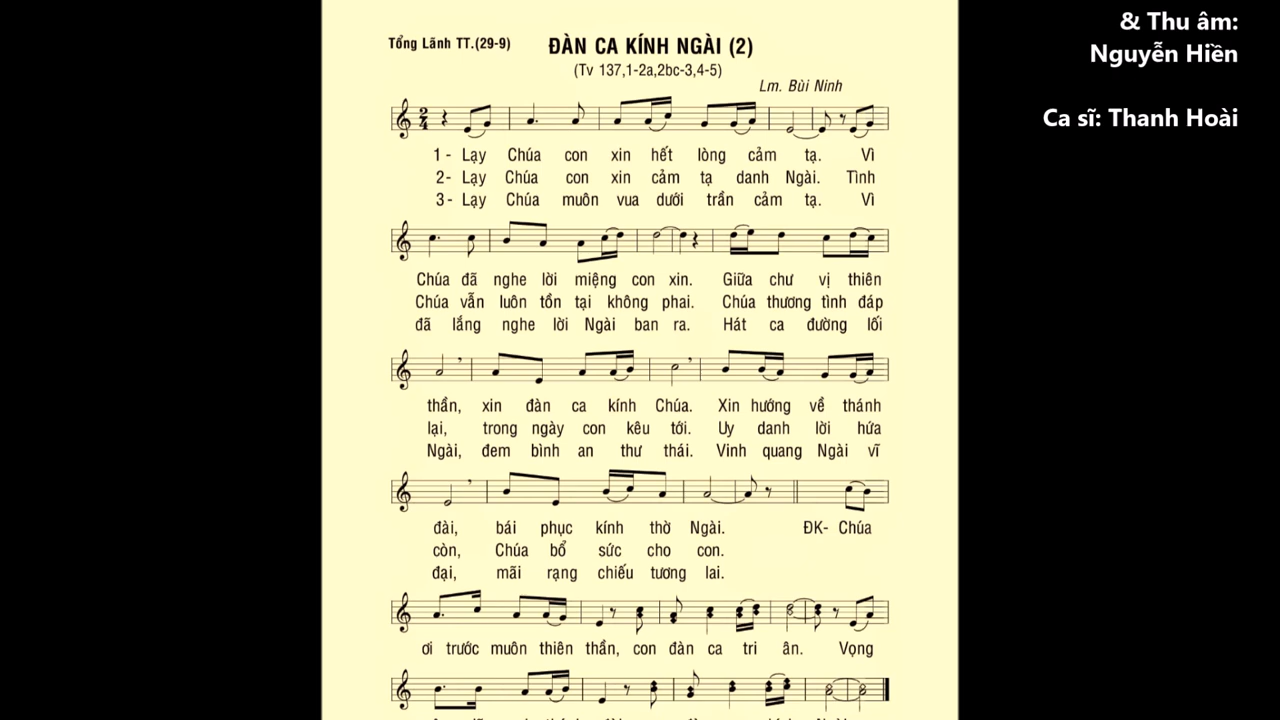 & Thu âm:
Nguyễn Hiền
Ca sĩ: Thanh Hoài
Tổng Lãnh TT.(29-9)
ĐÀN CA KÍNH NGÀI (2)
(Tv 137,1-2a,2bc-3,4-5)
Lm. Bùi Ninh
1- Lạy Chúa con xin hết lòng cảm tạ. Vì
2- Lạy Chúa con xin cảm tạ danh Ngài. Tình
3- Lạy Chúa muôn vua dưới trần cảm tạ. Vì
Chúa đã nghe lời miệng con xin. Giữa chư vị thiên
Chúa vẫn luôn tồn tại không phai. Chúa thương tình đáp
đã lắng nghe lời Ngài ban ra. Hát ca đường lối
thần, xin đàn ca kính Chúa. Xin hướng về thánh
lại, trong ngày con kêu tới. Uy danh lời hứa
Ngài, đem bình an thư thái. Vinh quang Ngài vĩ
đài, bái phục kính thờ Ngài. ĐK- Chúa
còn, Chúa bổ sức cho con.
đại, mãi rạng chiếu tương lai.
ơi trước muôn thiên thần, con đàn ca tri ân. Vọng